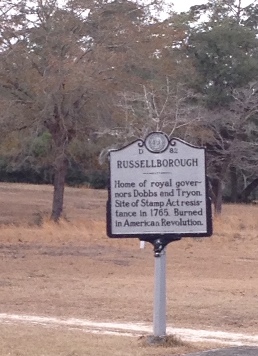 D 82
RUSSELLBOROUGH
Home of royal gover-
nors Dobbs and Tryon.
Site of Stamp Act resis-
tance in 1765. Burned
in American Revolution.